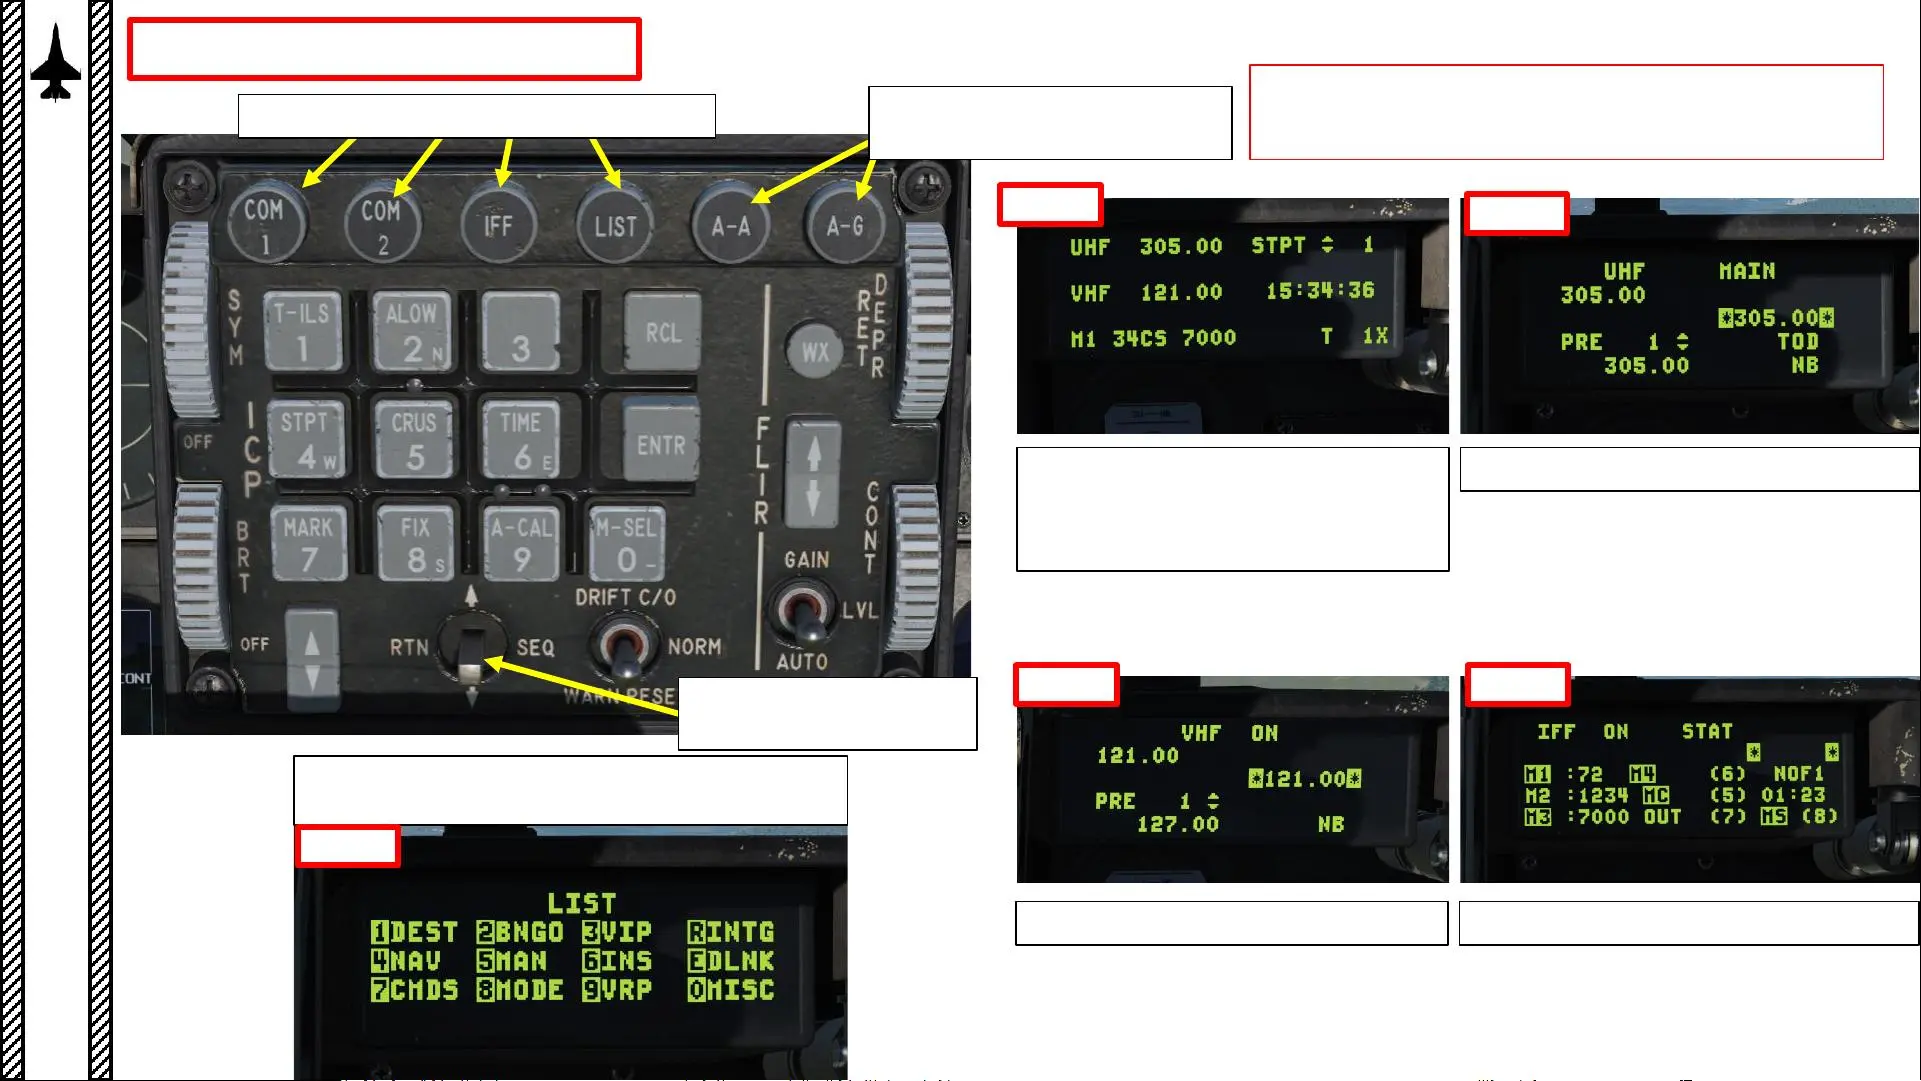 COM 1
COM 2
IFF
LIST
A-A
A-G
SYM
RET
DEPR
T-ILS 1
ALOW 2 N
3
RCL
WX
OFF
ICP
STPT 4 W
CRUS 5
TIME 6 E
ENTR
FLIR
BRT
CONT
MARK 7
FIX 8 S
A-CAL 9
M-SEL 0 -
GAIN
LVL
AUTO
OFF
RTN
SEQ
DRIFT C/O
NORM
WARN RESE
CONT
UHF 305.00 STPT 1
VHF 121.00 15:34:36
M1 34CS 7000 T 1X
UHF MAIN
305.00
*305.00*
PRE 1 TOD
305.00 NB
VHF ON
121.00
*121.00*
PRE 1
127.00 NB
IFF ON STAT
* *
M1 :72 M4 (6) NOF1
M2 :1234 MC (5) 01:23
M3 :7000 OUT (7) M5 (8)
LIST
1DEST 2BNGO 3VIP RINTG
4NAV 5MAN 6INS EDLNK
7CMDS 8MODE 9VRP 0MISC